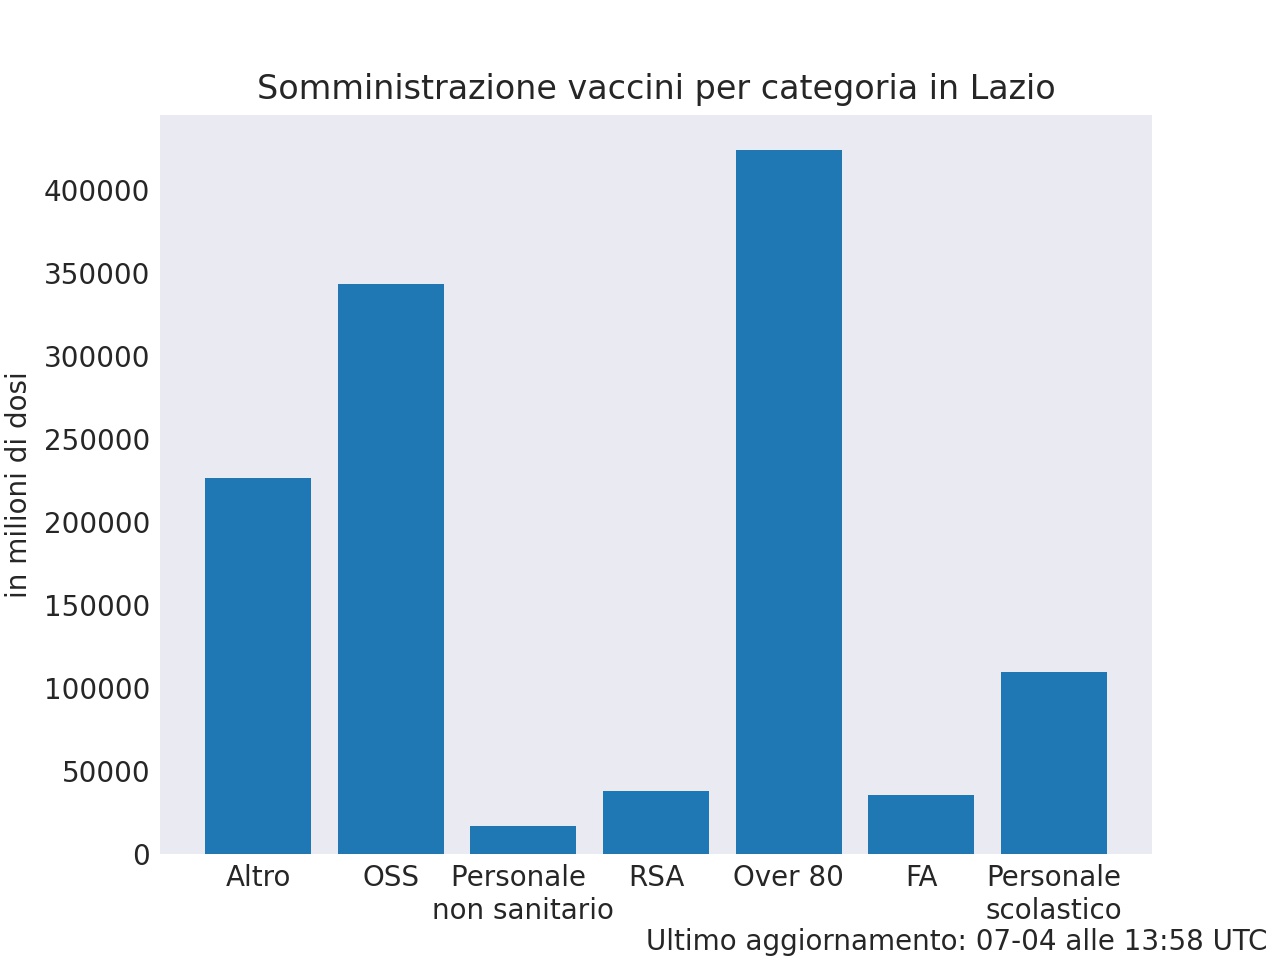 Somministrazione vaccini per categoria in Lazio
in milioni di dosi
400000
350000
300000
250000
200000
150000
100000
50000
0
Altro
OSS
Personale
non sanitario
RSA
Over 80
FA
Personale
scolastico
Ultimo aggiornamento: 07-04 alle 13:58 UTC